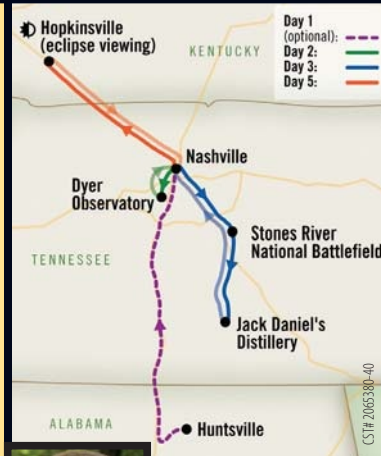 Hopkinsville
(eclipse viewing)
KENTUCKY
Day 1
(optional):
Day 2:
Day 3:
Day 5:
Nashville
Dyer
Observatory
Stones River
National Battlefield
TENNESSEE
Jack Daniel's
Distillery
ALABAMA
Huntsville
CST# 2065380-40